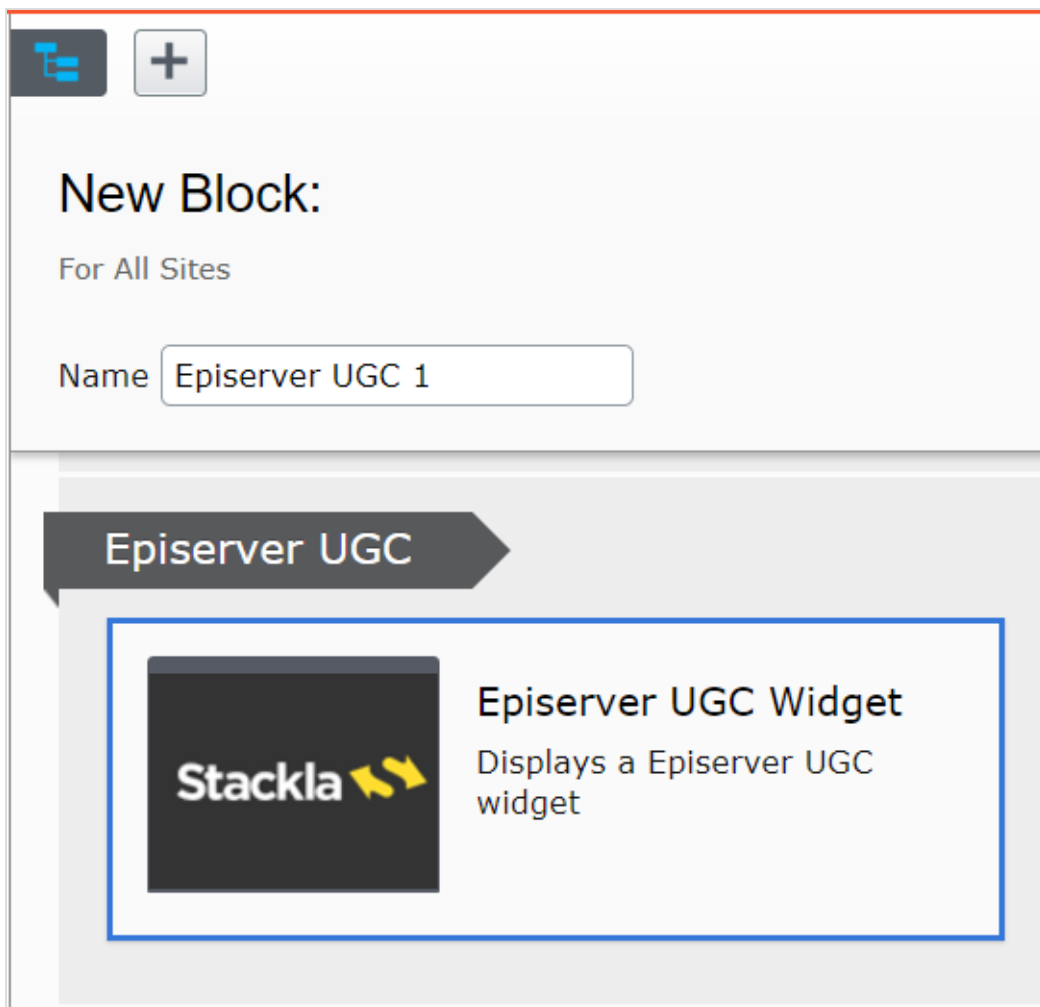 New Block:
For All Sites
Name Episerver UGC 1
Episerver UGC
Stackla
Episerver UGC Widget
Displays a Episerver UGC
widget